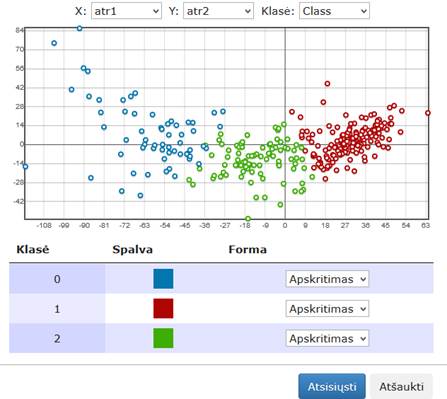 X: atr1 Y: atr2 Klasė: Class
84
70
56
42
28
14
0
-14
-28
-42
-108 -99 -90 -81 -72 -63 -54 -45 -36 -27 -18 -9 0 9 18 27 36 45 54 63
Klasė Spalva Forma
0 Apskritimas
1 Apskritimas
2 Apskritimas
Atsisiųsti Atšaukti